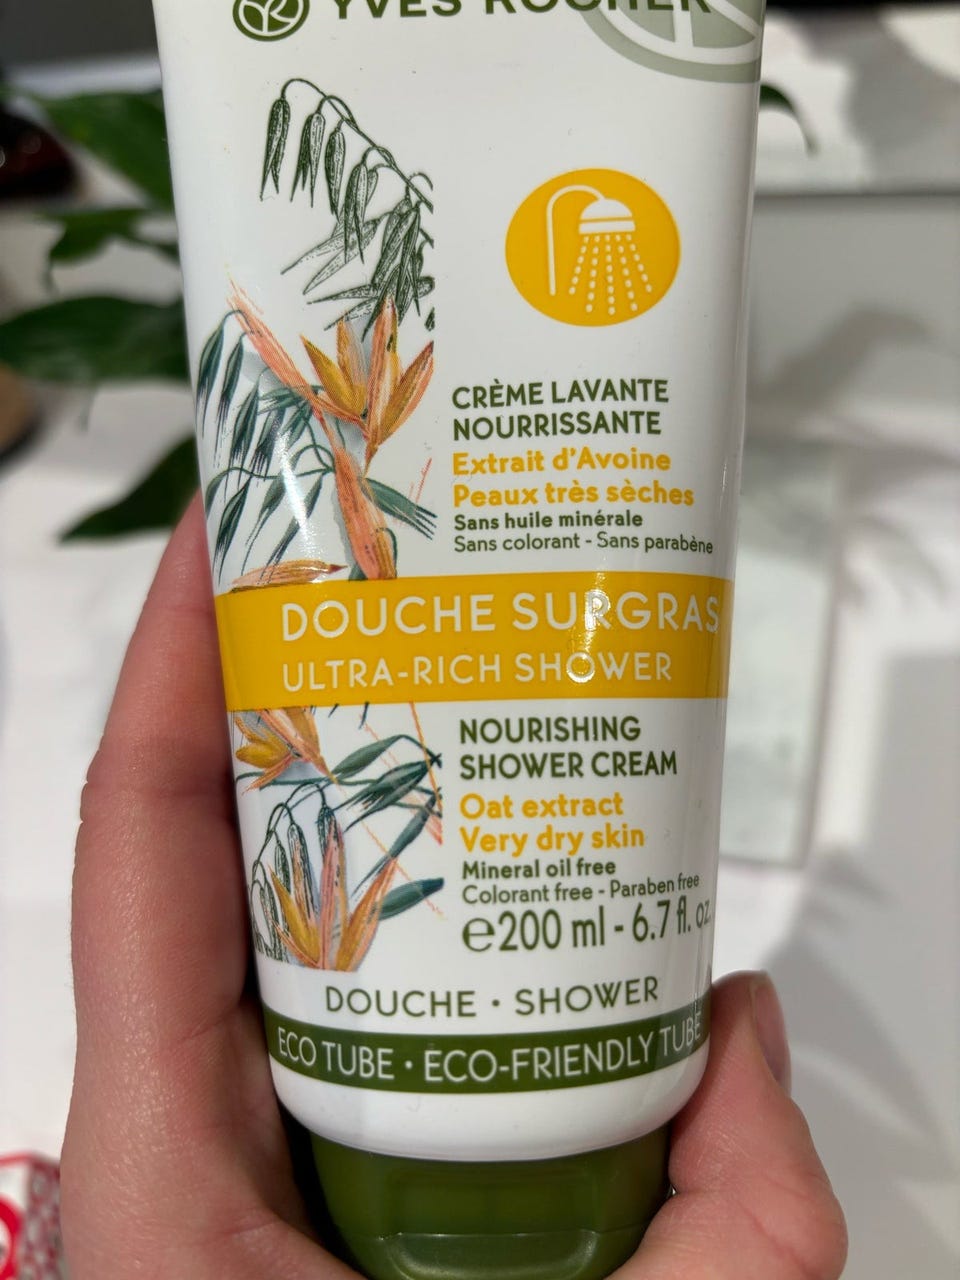 YVES ROCHER
CRÈME LAVANTE
NOURRISSANTE
Extrait d'Avoine
Peaux très sèches
Sans huile minérale
Sans colorant - Sans parabène
DOUCHE SURGRAS
ULTRA-RICH SHOWER
NOURISHING
SHOWER CREAM
Oat extract
Very dry skin
Mineral oil free
Colorant free - Paraben free
℮200 ml - 6.7 fl. oz.
DOUCHE • SHOWER
ECO TUBE • ECO-FRIENDLY TUBE